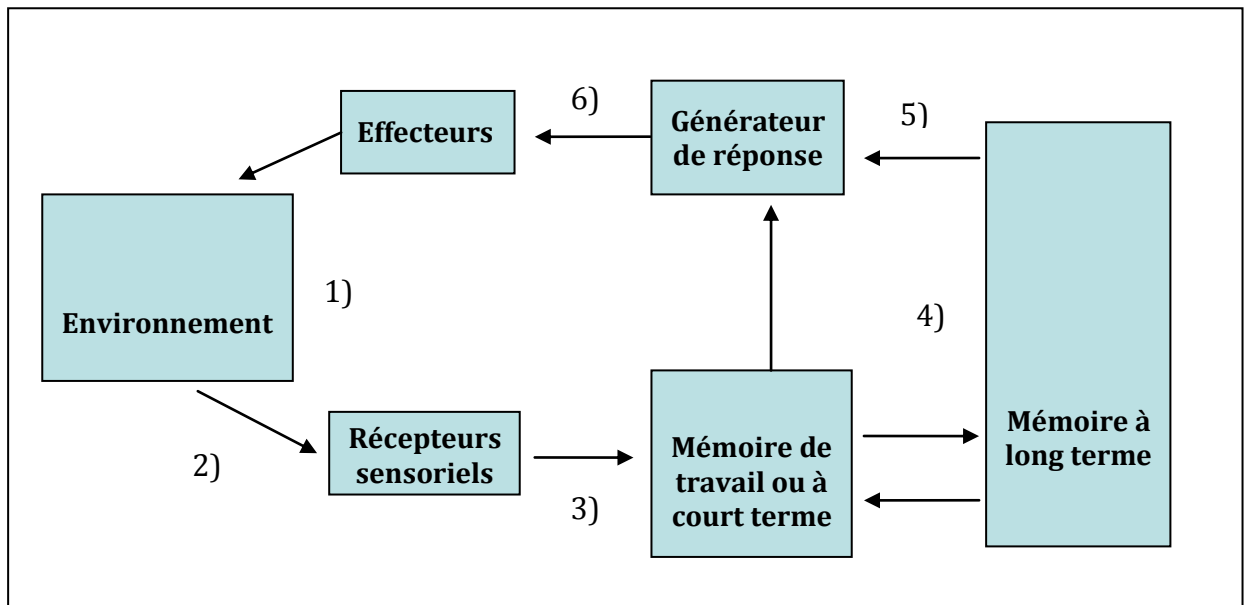 6)
Générateur
de réponse
5)
Effecteurs
1)
Environnement
4)
2)
Récepteurs
sensoriels
3)
Mémoire de
travail ou à
court terme
Mémoire à
long terme